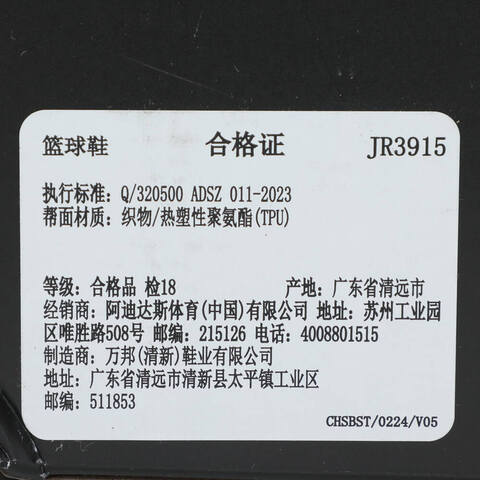 篮球鞋 合格证 JR3915
执行标准: Q/320500 ADSZ 011-2023
帮面材质: 织物/热塑性聚氨酯(TPU)
等级: 合格品 检18 产地: 广东省清远市
经销商: 阿迪达斯体育(中国)有限公司 地址: 苏州工业园
区唯胜路508号 邮编: 215126 电话: 4008801515
制造商: 万邦(清新)鞋业有限公司
地址: 广东省清远市清新县太平镇工业区
邮编: 511853
CHSBST/0224/V05